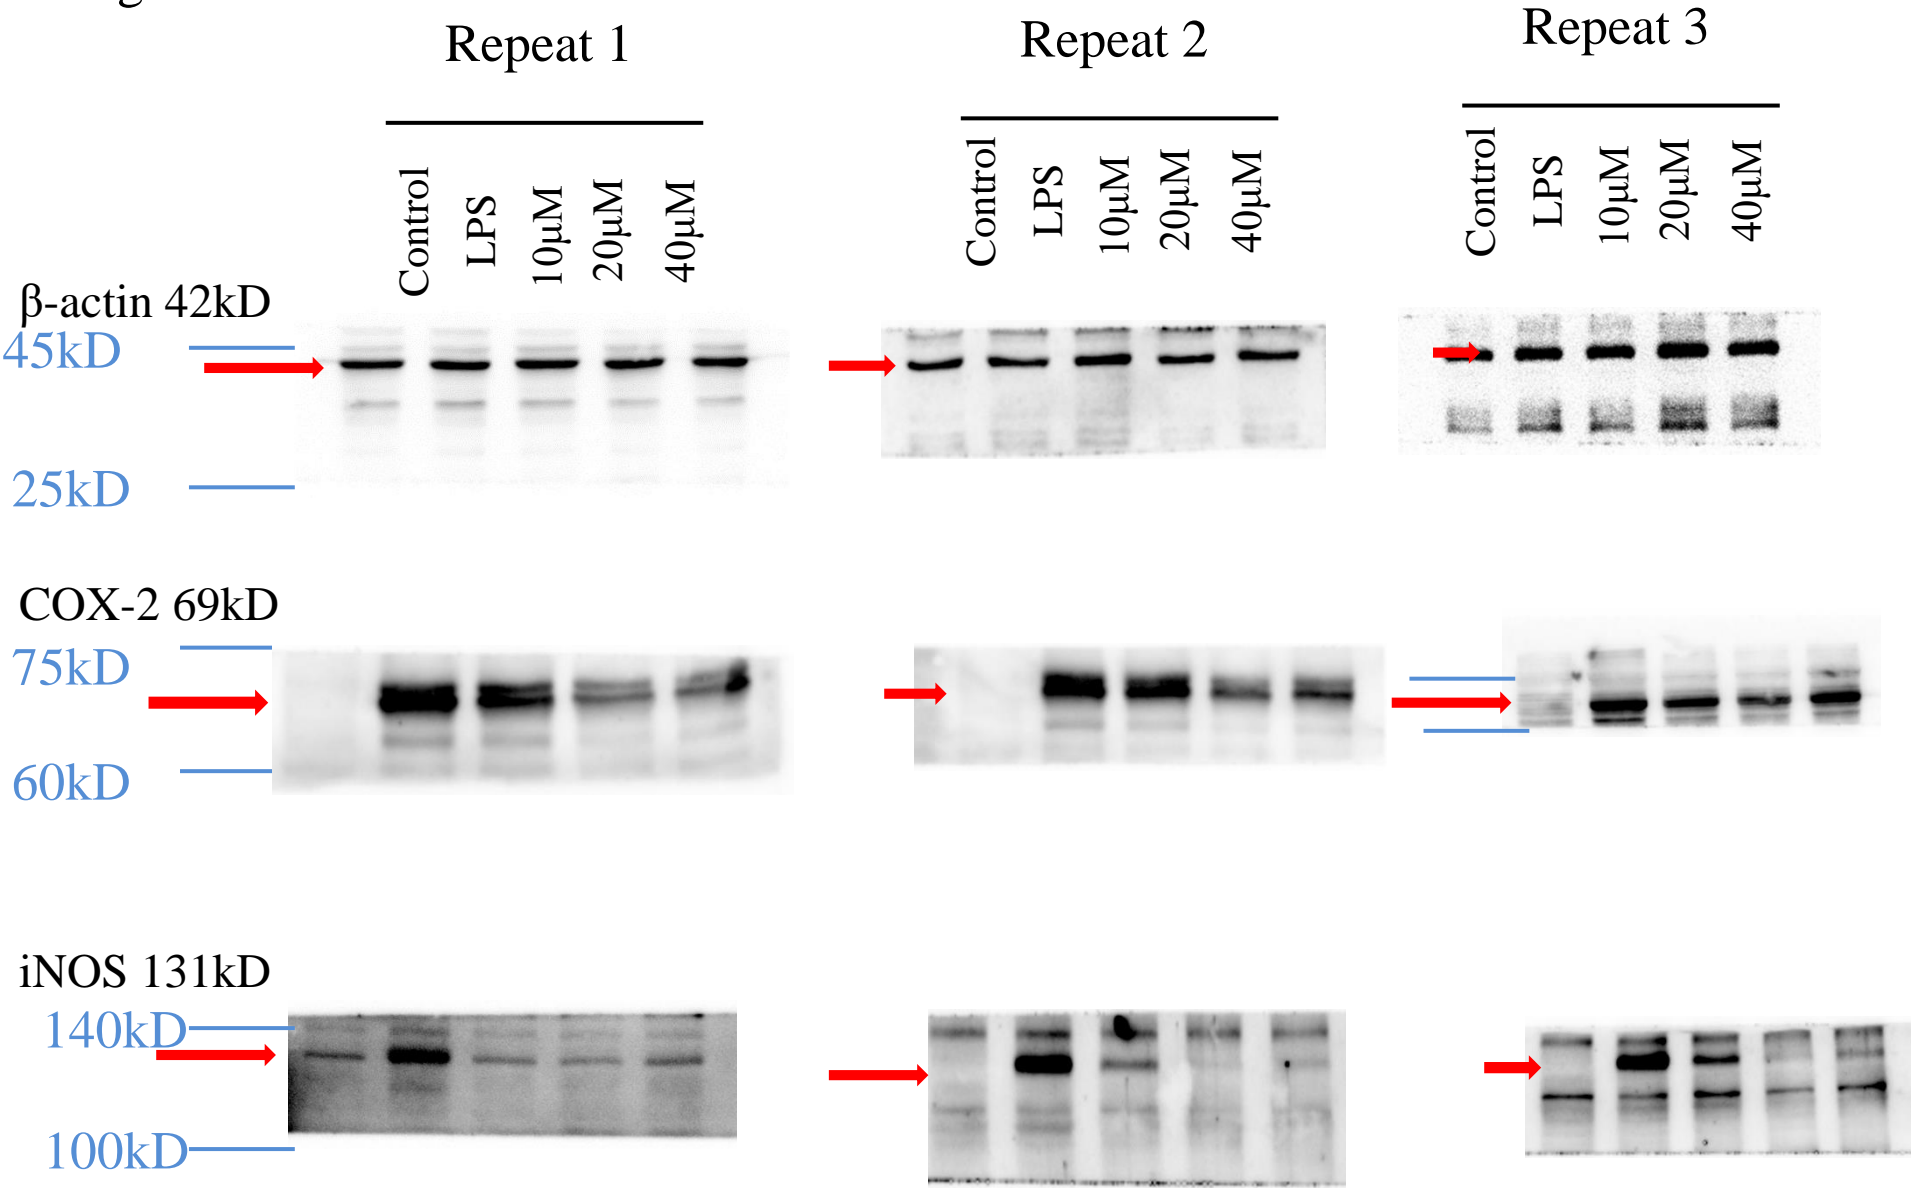 Repeat 1
Repeat 2
Repeat 3
Control
LPS
10μM
20μM
40μM
Control
LPS
10μM
20μM
40μM
Control
LPS
10μM
20μM
40μM
β-actin 42kD
45kD
25kD
COX-2 69kD
75kD
60kD
iNOS 131kD
140kD
100kD